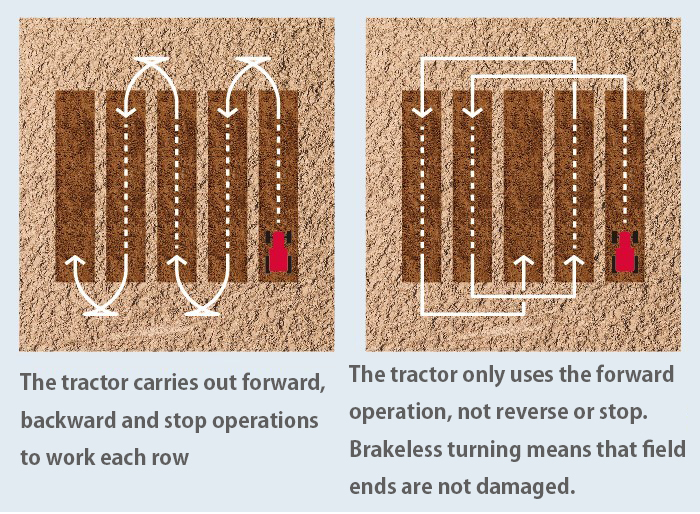 The tractor carries out forward,
backward and stop operations
to work each row
The tractor only uses the forward
operation, not reverse or stop.
Brakeless turning means that field
ends are not damaged.